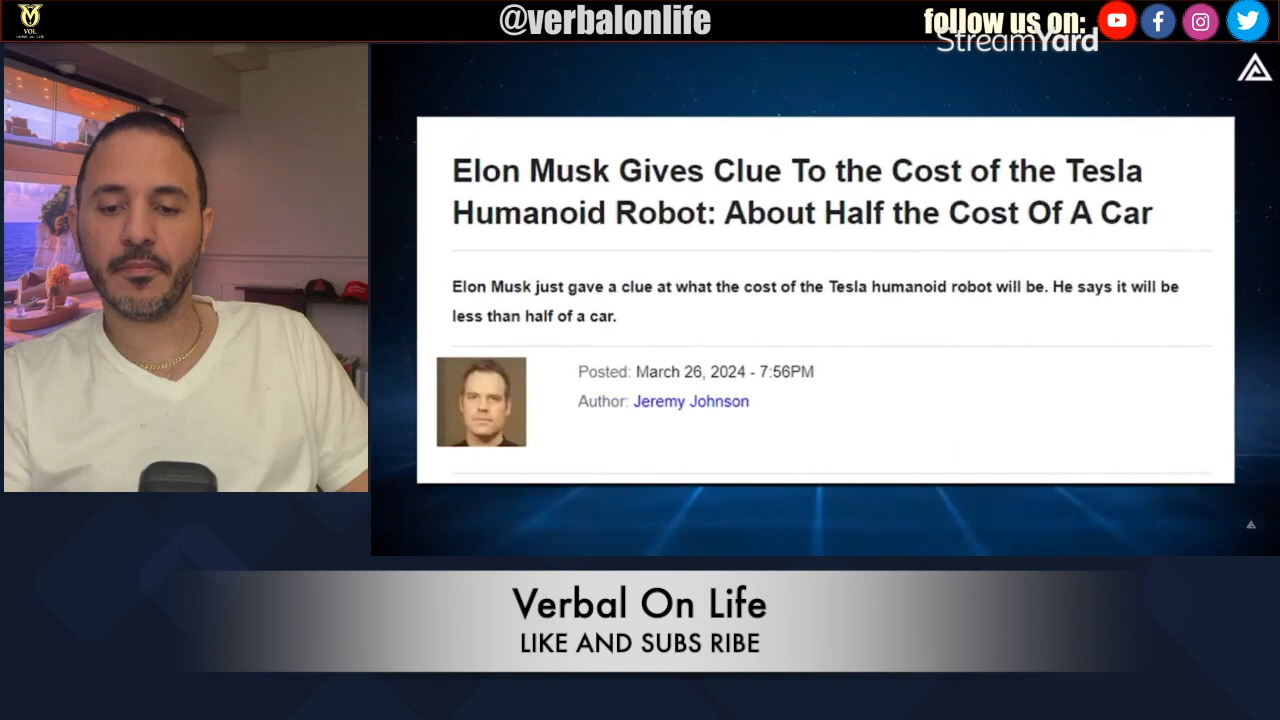 VOL
@verbalonlife
follow us on:
StreamYard
Elon Musk Gives Clue To the Cost of the Tesla
Humanoid Robot: About Half the Cost Of A Car
Elon Musk just gave a clue at what the cost of the Tesla humanoid robot will be. He says it will be
less than half of a car.
Posted: March 26, 2024 - 7:56PM
Author: Jeremy Johnson
Verbal On Life
LIKE AND SUBS RIBE